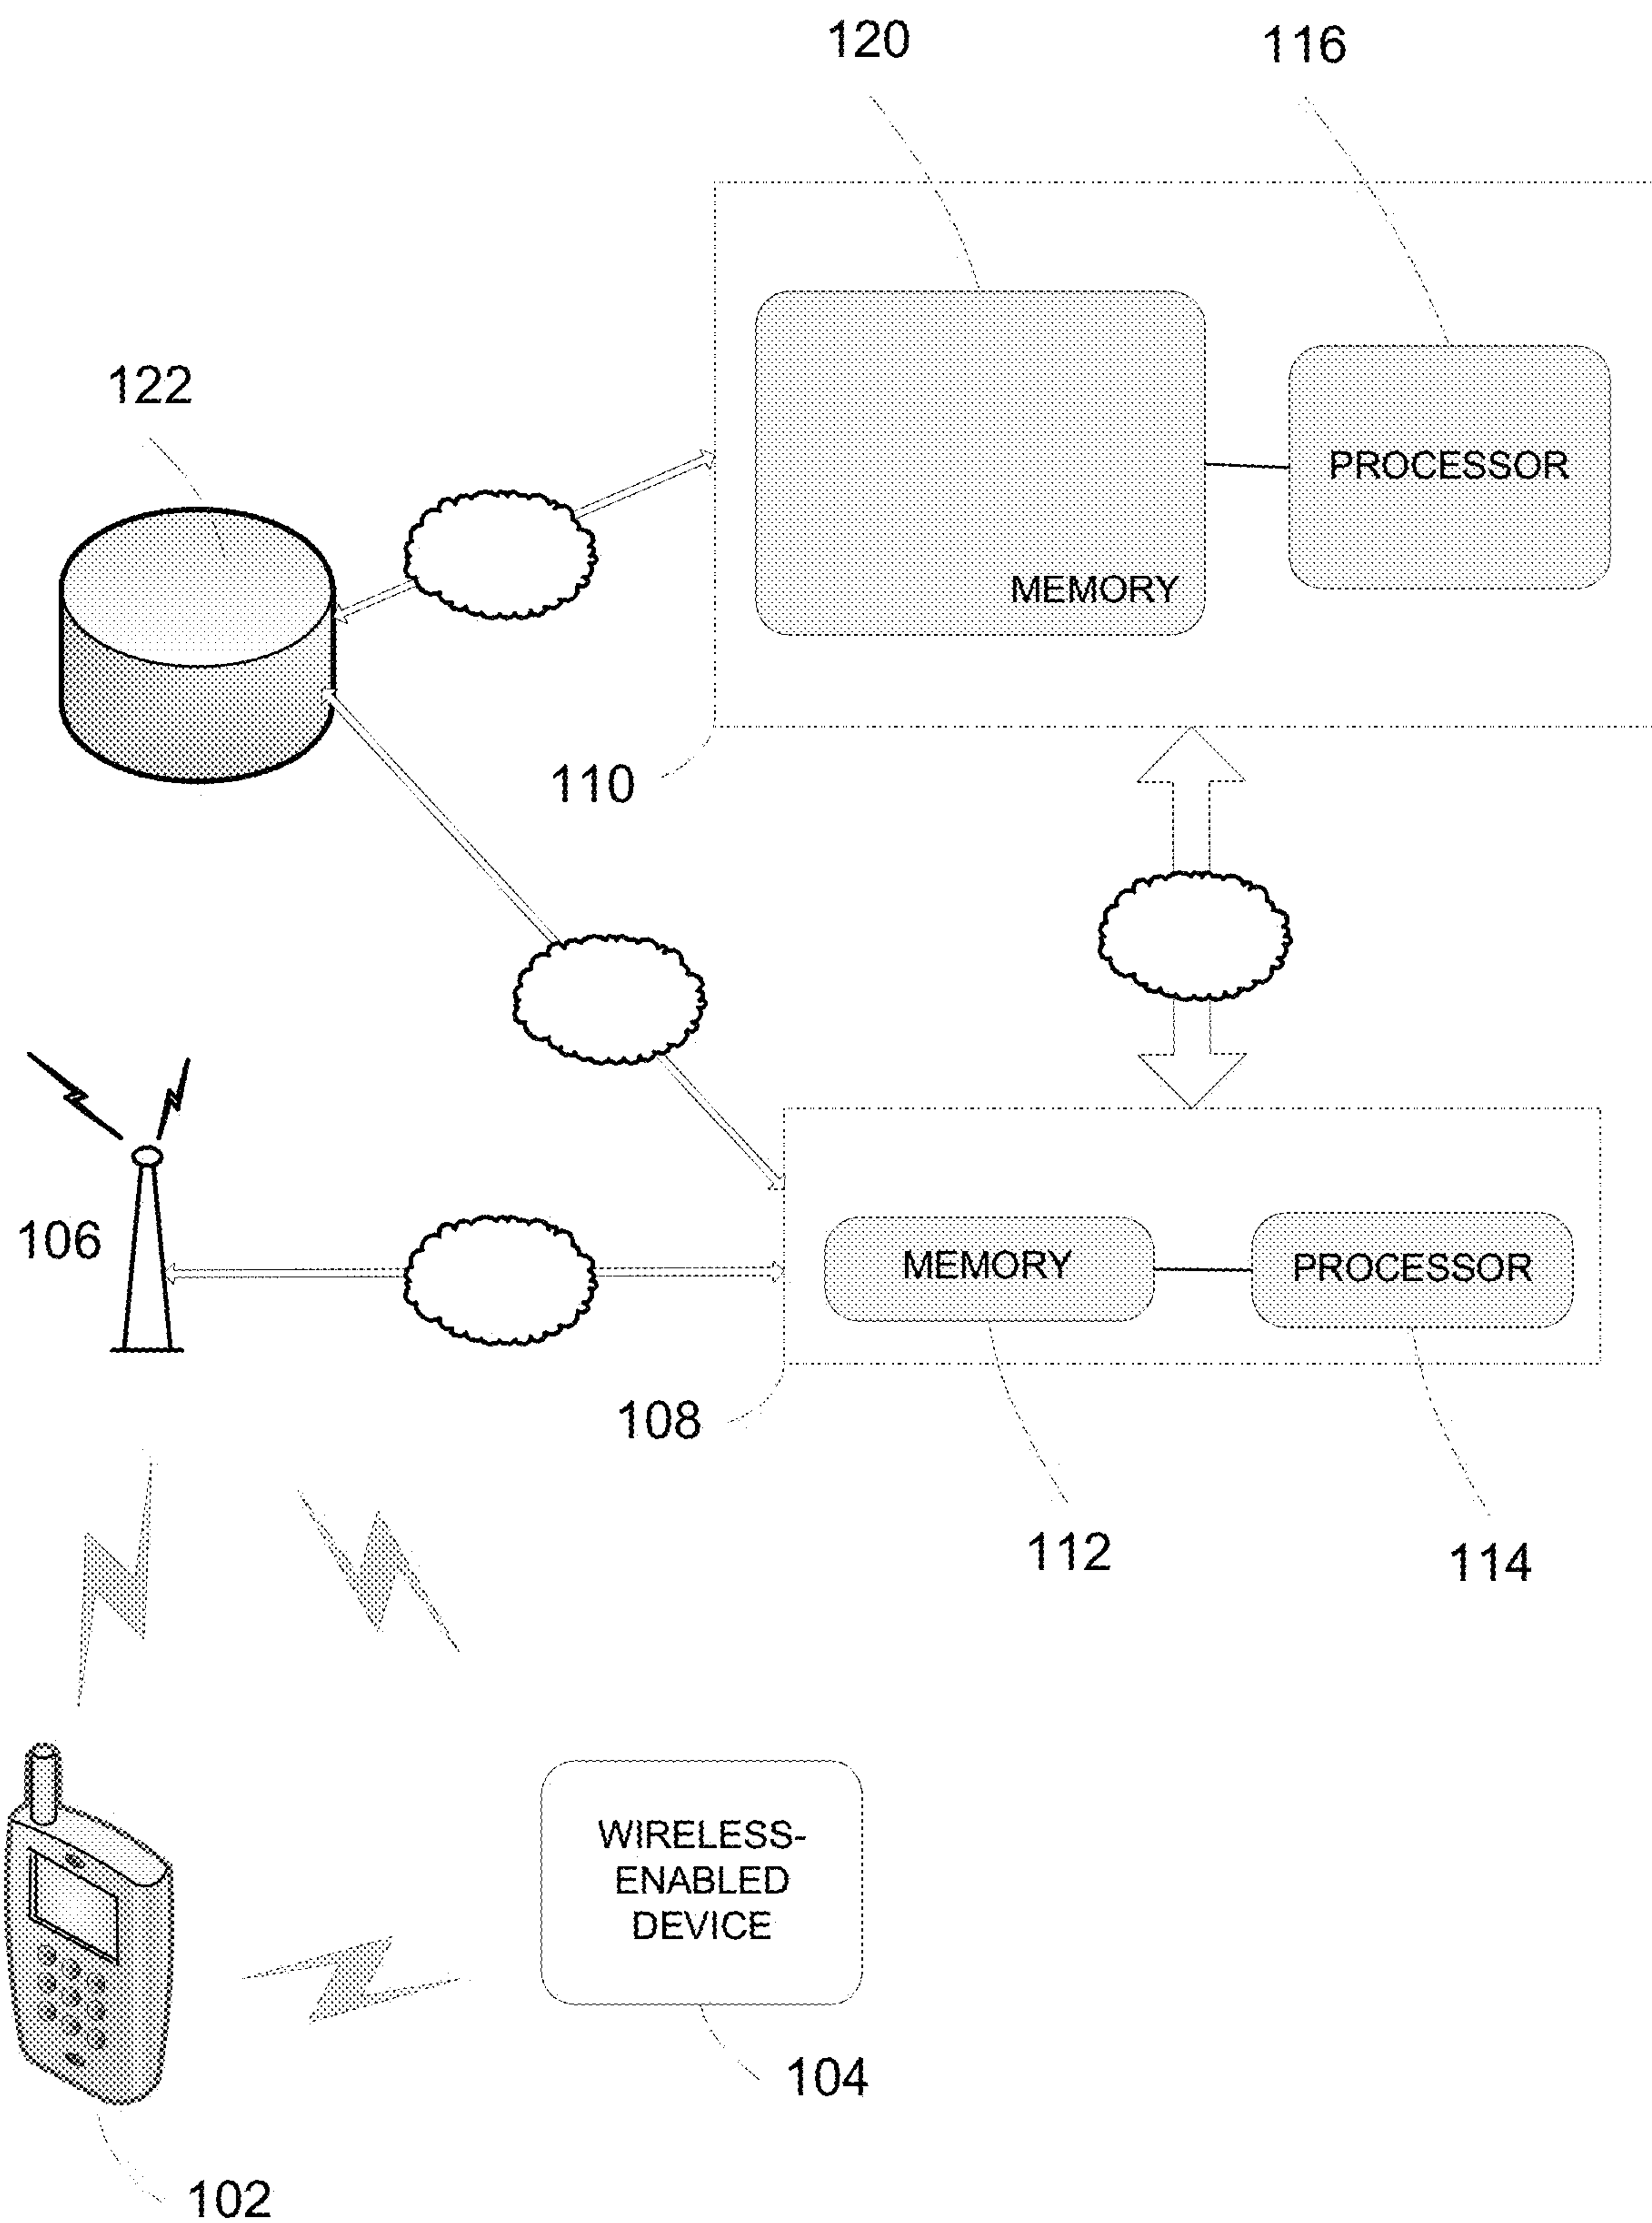 120
116
122
PROCESSOR
MEMORY
110
106
MEMORY
PROCESSOR
108
112
114
WIRELESS-
ENABLED
DEVICE
104
102